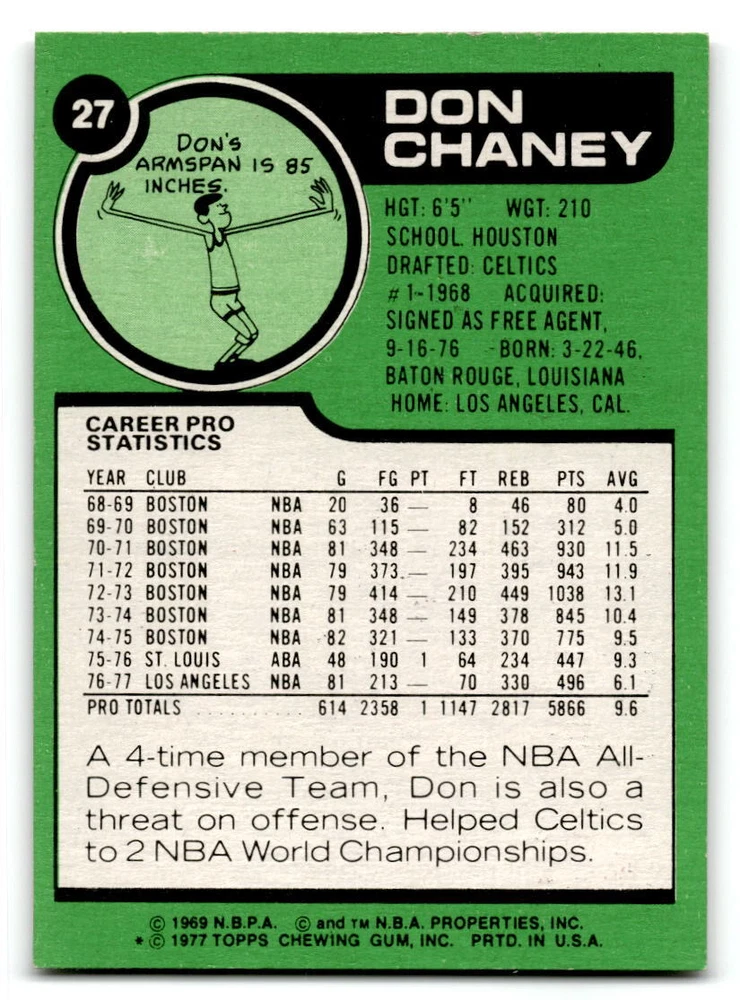 27
DON'S
ARMSPAN IS 85
INCHES.
DON
CHANEY
HGT: 6'5" WGT: 210
SCHOOL. HOUSTON
DRAFTED: CELTICS
#1-1968 ACQUIRED:
SIGNED AS FREE AGENT,
9-16-76 - BORN: 3-22-46,
BATON ROUGE, LOUISIANA
HOME: LOS ANGELES, CAL.
CAREER PRO
STATISTICS
YEAR CLUB G FG PT FT REB PTS AVG
68-69 BOSTON NBA 20 36 — 8 46 80 4.0
69-70 BOSTON NBA 63 115 — 82 152 312 5.0
70-71 BOSTON NBA 81 348 — 234 463 930 11.5
71-72 BOSTON NBA 79 373 — 197 395 943 11.9
72-73 BOSTON NBA 79 414 — 210 449 1038 13.1
73-74 BOSTON NBA 81 348 — 149 378 845 10.4
74-75 BOSTON NBA 82 321 — 133 370 775 9.5
75-76 ST. LOUIS ABA 48 190 1 64 234 447 9.3
76-77 LOS ANGELES NBA 81 213 — 70 330 496 6.1
PRO TOTALS .......... 614 2358 1 1147 2817 5866 9.6
A 4-time member of the NBA All-
Defensive Team, Don is also a
threat on offense. Helped Celtics
to 2 NBA World Championships.
© 1969 N.B.P.A. © and TM N.B.A. PROPERTIES, INC.
* © 1977 TOPPS CHEWING GUM, INC. PRTD. IN U.S.A.